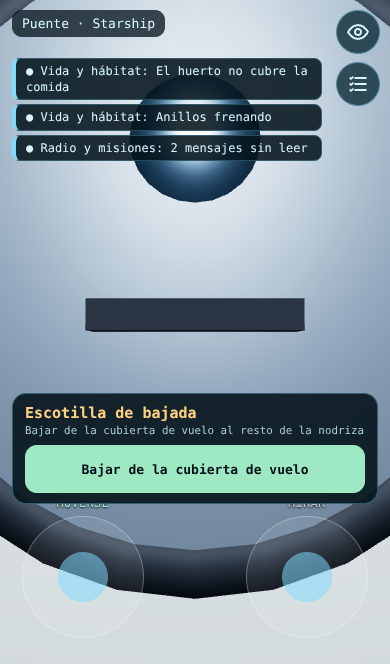 Puente · Starship
● Vida y hábitat: El huerto no cubre la
comida
● Vida y hábitat: Anillos frenando
● Radio y misiones: 2 mensajes sin leer
Escotilla de bajada
Bajar de la cubierta de vuelo al resto de la nodriza
Bajar de la cubierta de vuelo
MOVERSE
MIRAR